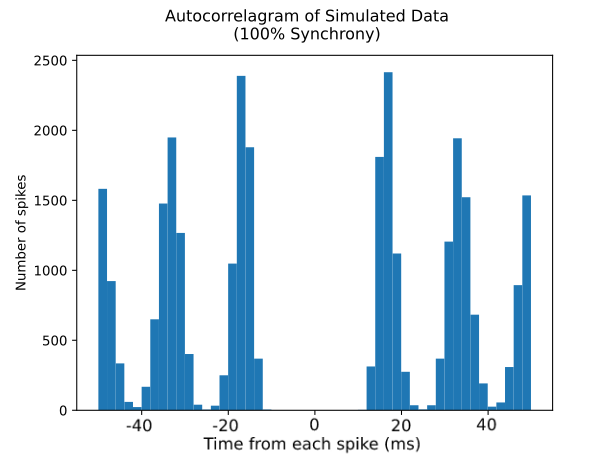 Autocorrelagram of Simulated Data
(100% Synchrony)
2500
2000
1500
1000
500
0
Number of spikes
-40 -20 0 20 40
Time from each spike (ms)